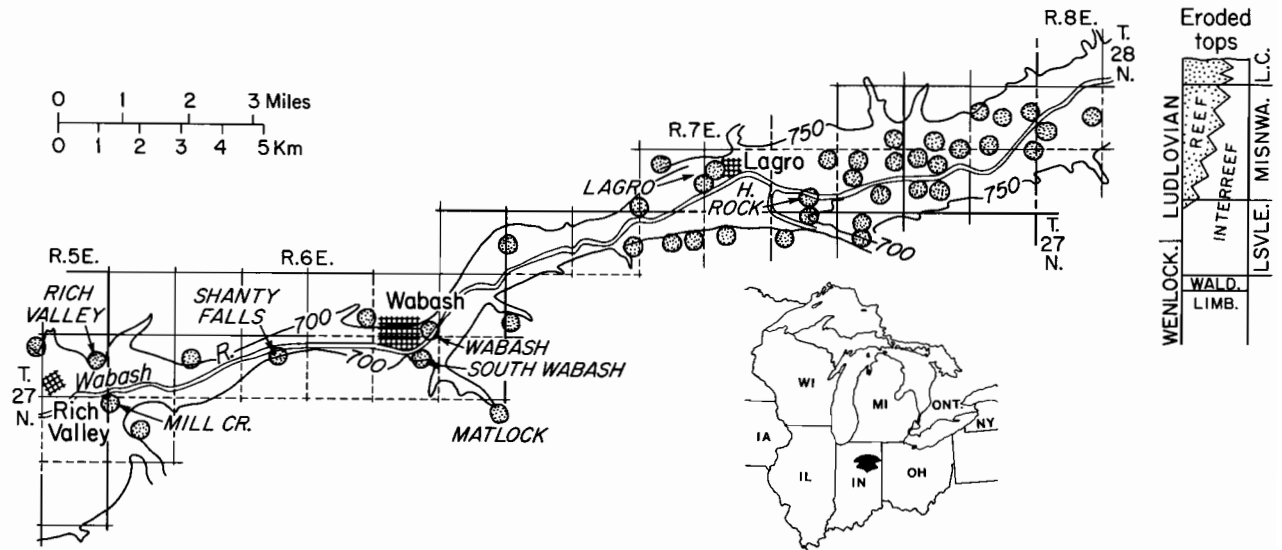 0 1 2 3 Miles
0 1 2 3 4 5 Km
R.5E.
R.6E.
R.7E.
R.8E.
T.
28
N.
T.
27
N.
T.
27
N.
750
750
700
700
700
Lagro
LAGRO
H.
ROCK
Wabash
WABASH
SOUTH WABASH
MATLOCK
SHANTY
FALLS
RICH
VALLEY
Wabash R.
Rich
Valley
MILL CR.
WI
MI
ONT.
NY
IA
IL
IN
OH
Eroded
tops
WENLOCK. LUDLOVIAN
REEF
INTERREEF
LSVLE. MISNWA. L.C.
WALD.
LIMB.